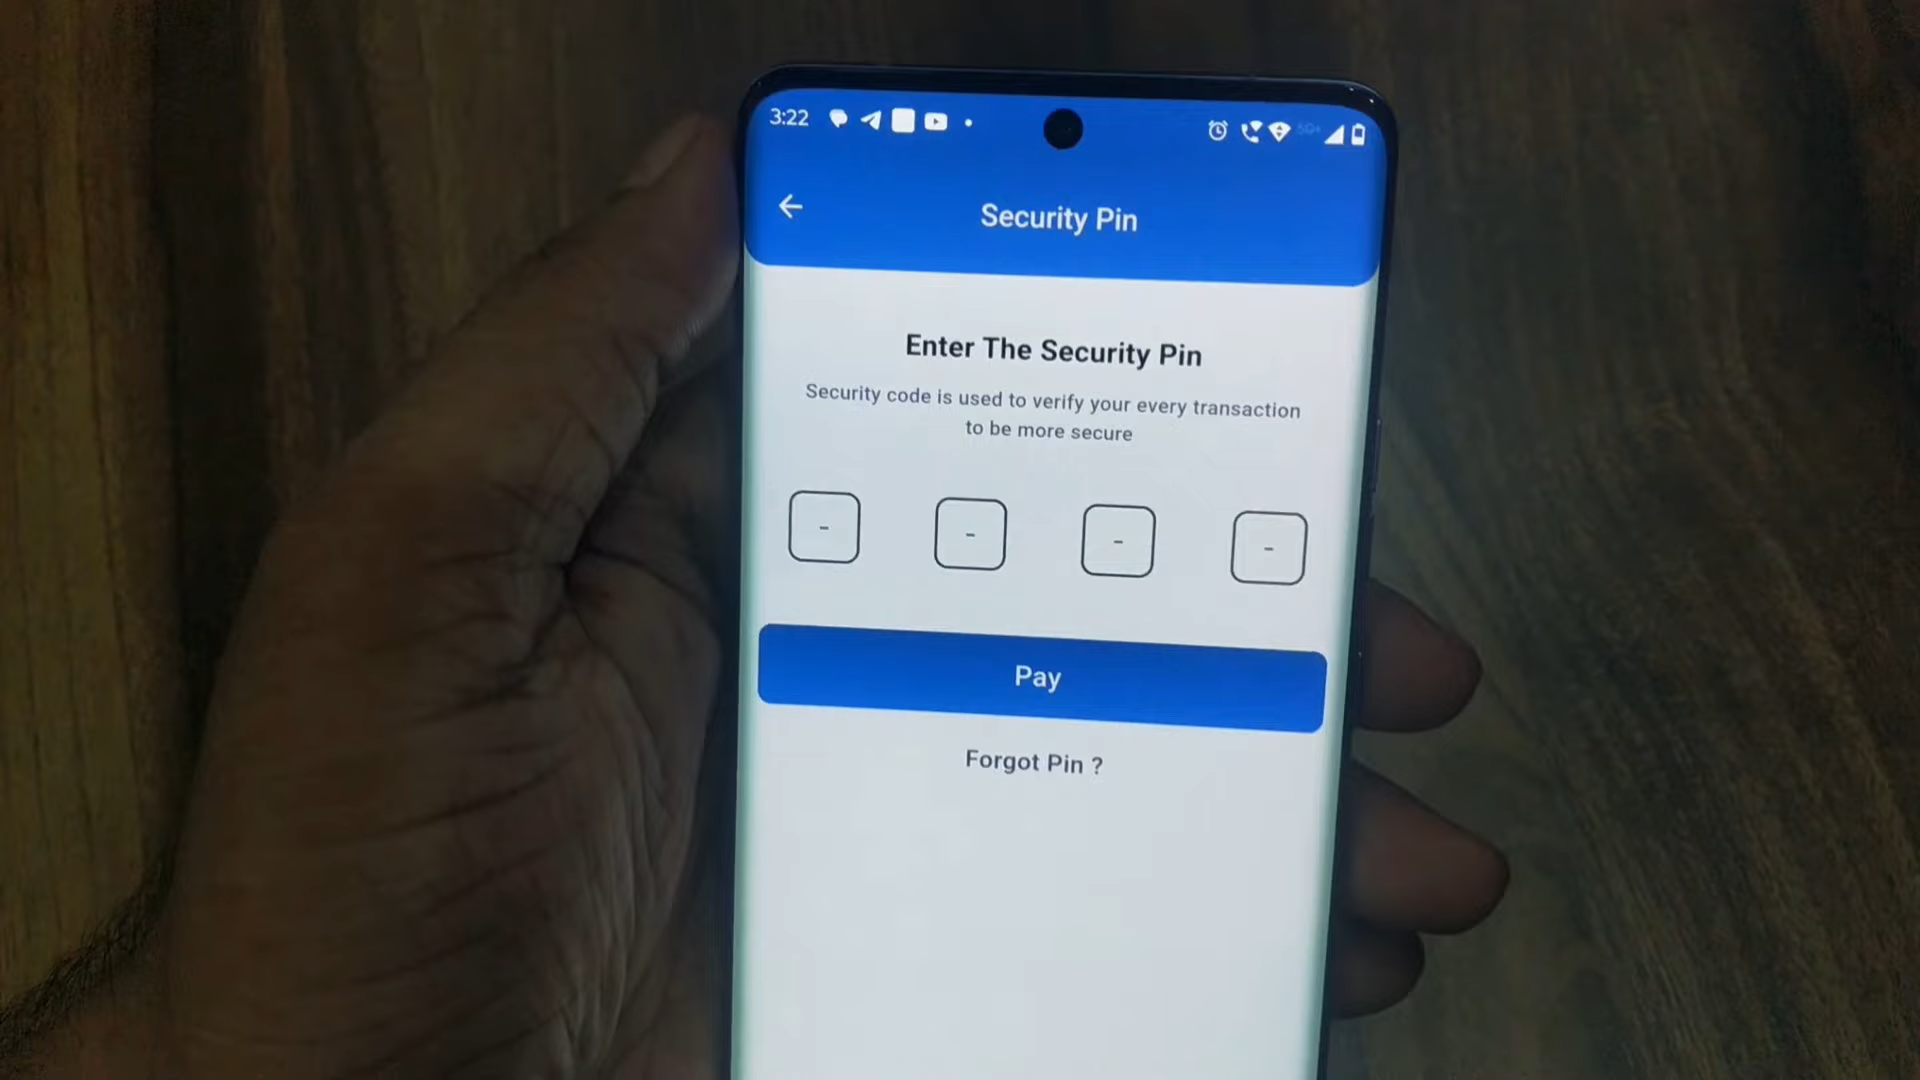 3:22
Security Pin
Enter The Security Pin
Security code is used to verify your every transaction
to be more secure
- - - -
Pay
Forgot Pin ?